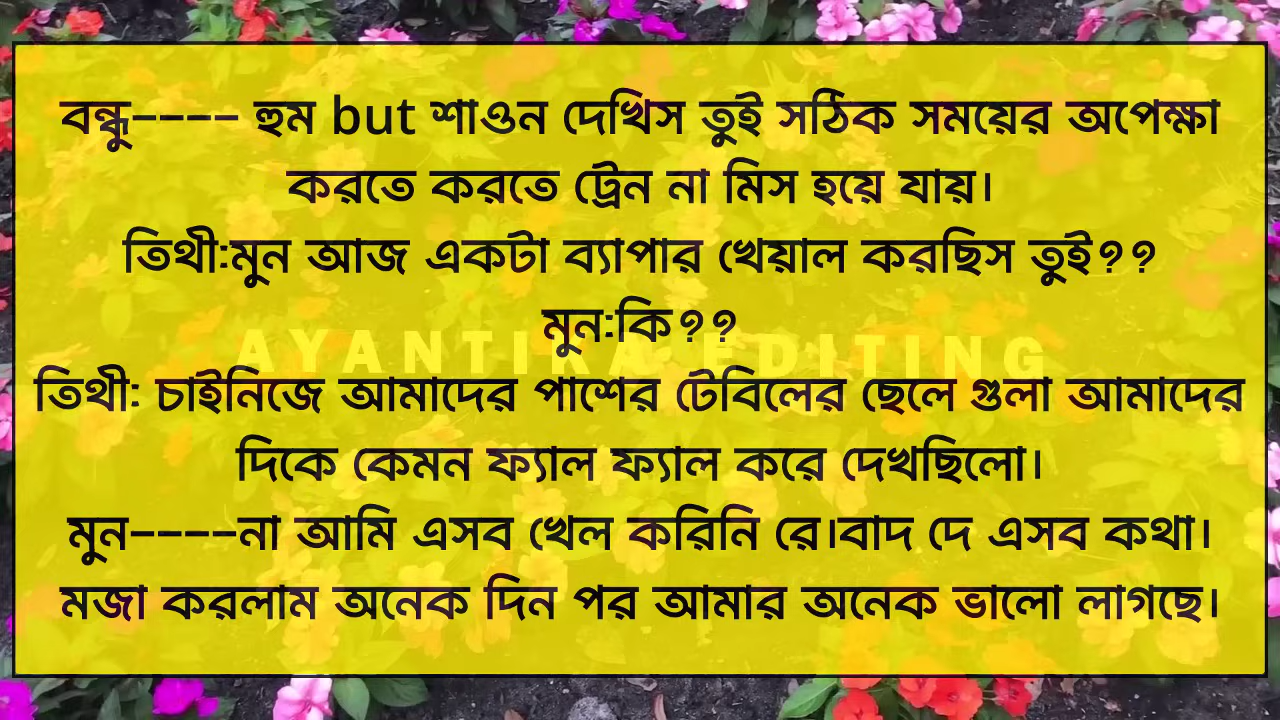 বন্ধু---- হুম but শাওন দেখিস তুই সঠিক সময়ের অপেক্ষা
করতে করতে ট্রেন না মিস হয়ে যায়।
তিথী:মুন আজ একটা ব্যাপার খেয়াল করছিস তুই??
মুন:কি??
AYANTIKA EDITING
তিথী: চাইনিজে আমাদের পাশের টেবিলের ছেলে গুলা আমাদের
দিকে কেমন ফ্যাল ফ্যাল করে দেখছিলো।
মুন----না আমি এসব খেল করিনি রে।বাদ দে এসব কথা।
মজা করলাম অনেক দিন পর আমার অনেক ভালো লাগছে।